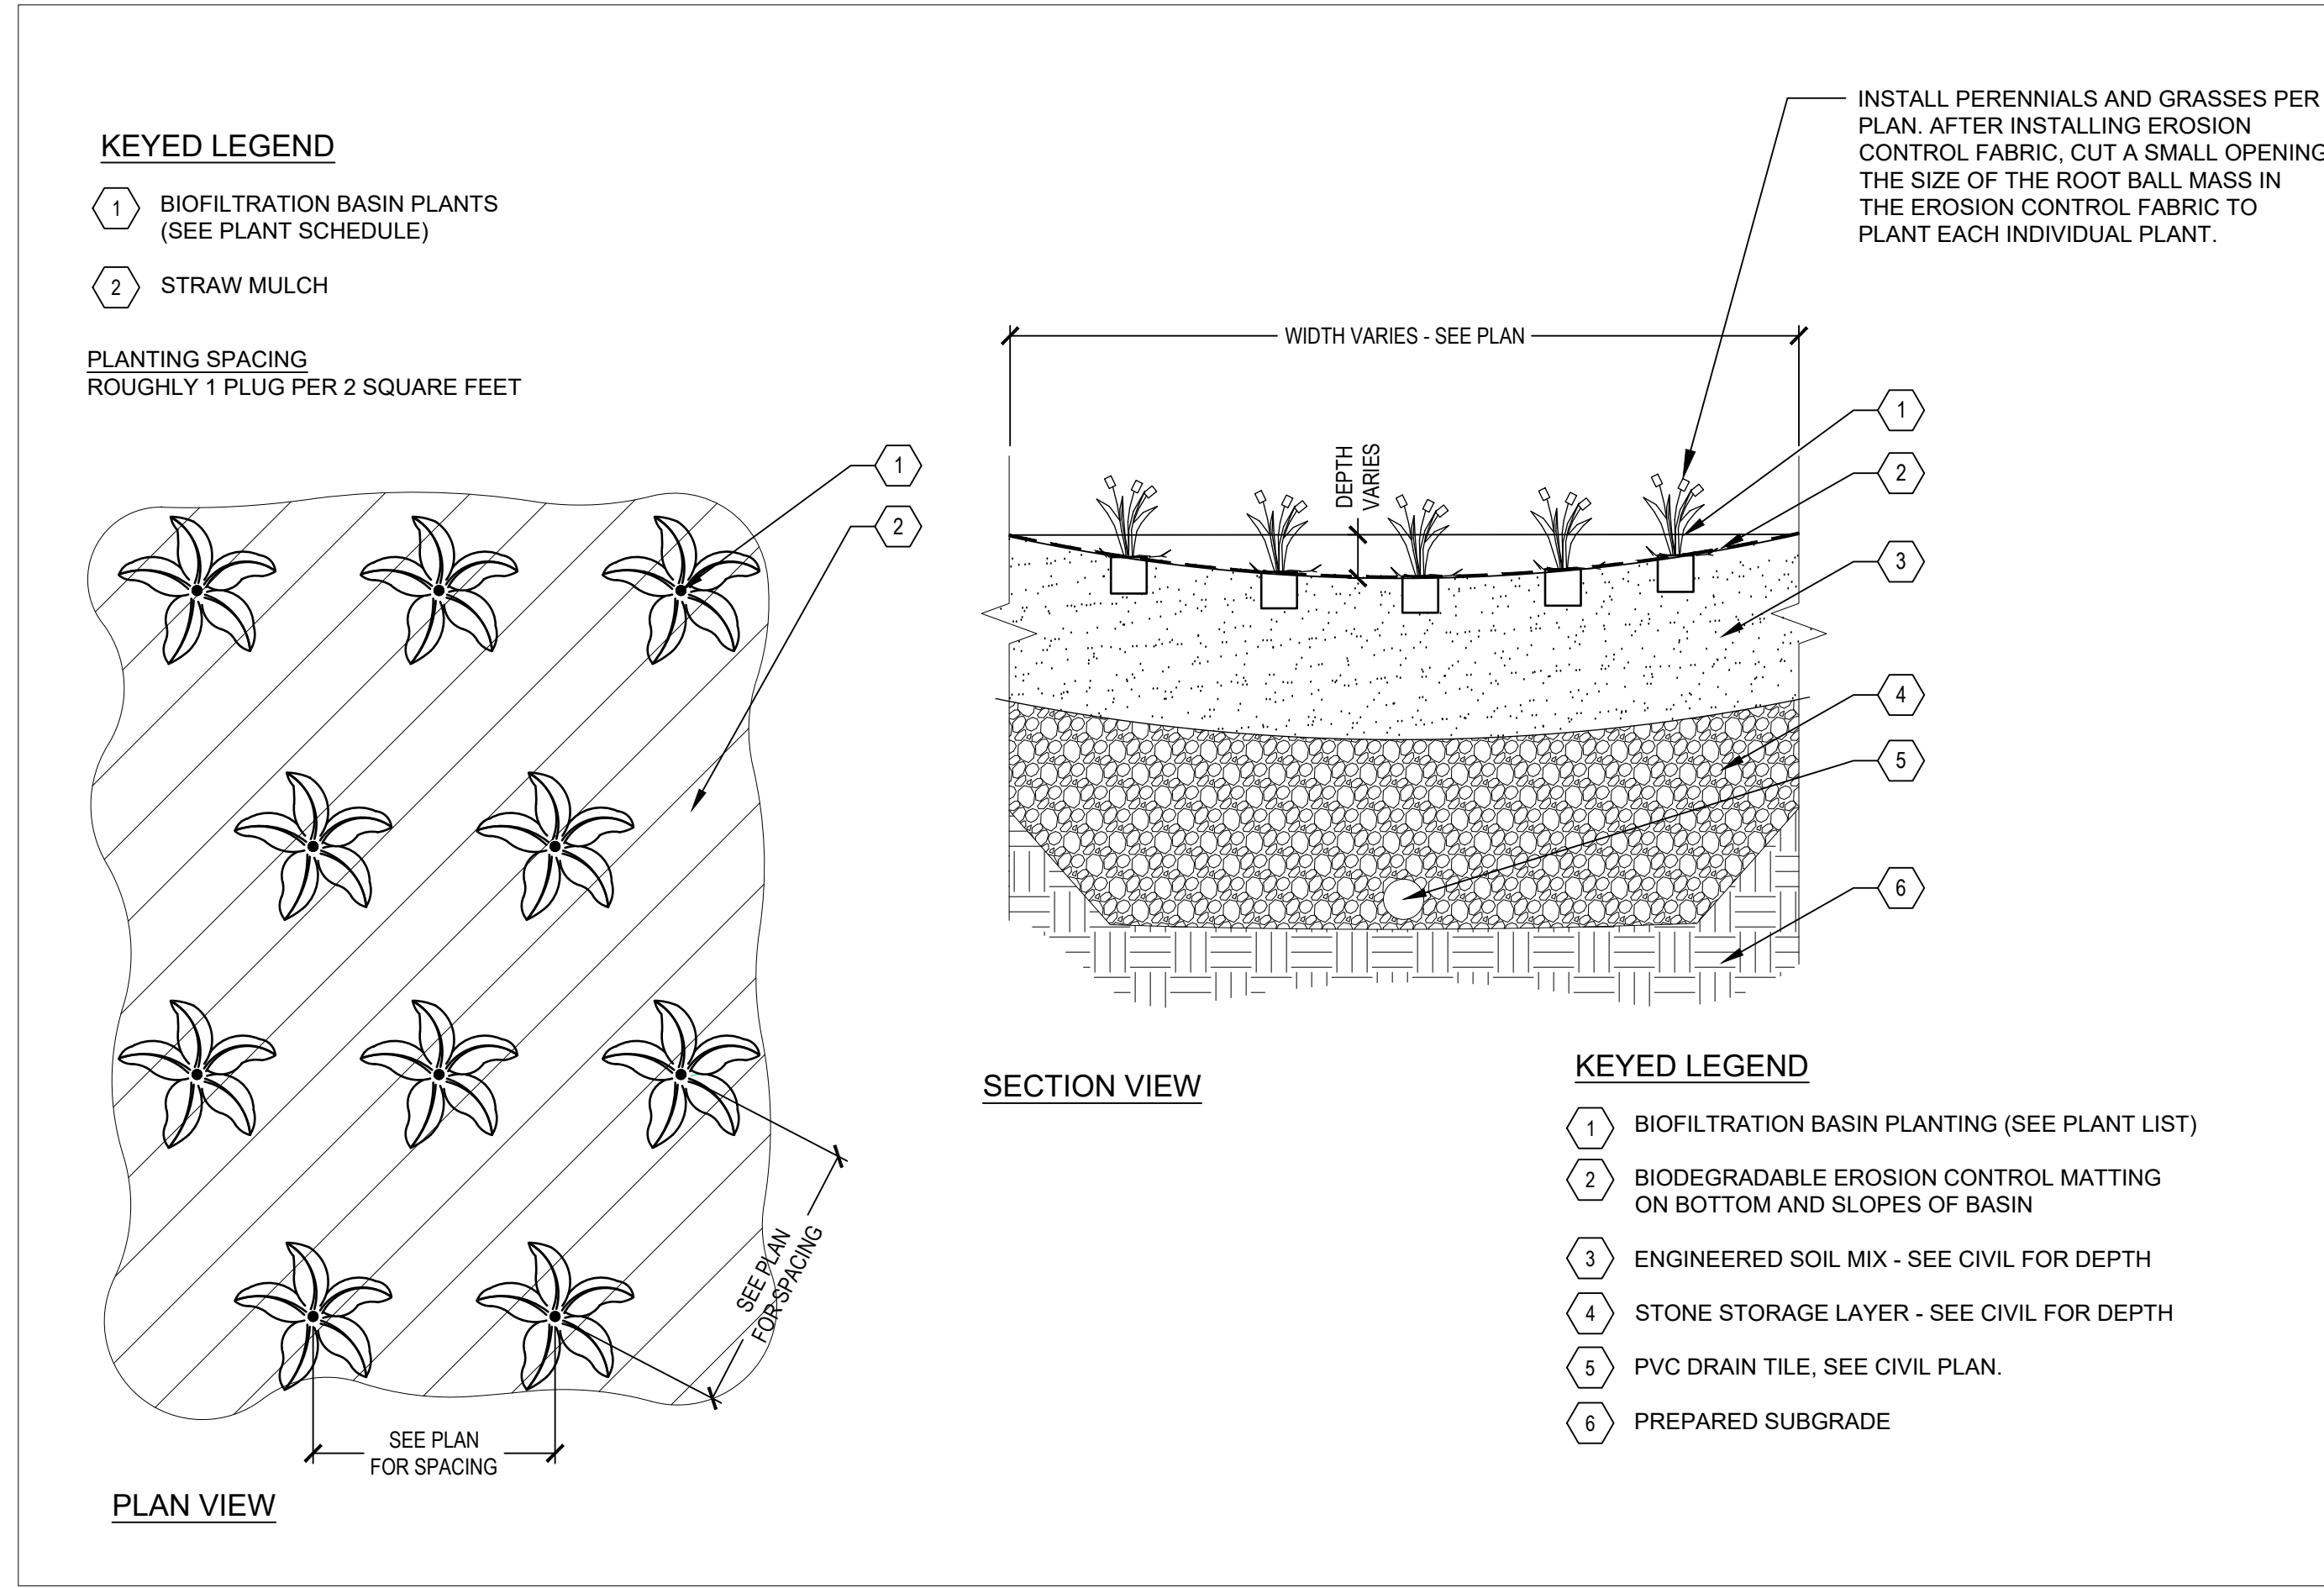 KEYED LEGEND
1
BIOFILTRATION BASIN PLANTS
(SEE PLANT SCHEDULE)
2
STRAW MULCH
PLANTING SPACING
ROUGHLY 1 PLUG PER 2 SQUARE FEET
1
2
SEE PLAN
FOR SPACING
SEE PLAN
FOR SPACING
PLAN VIEW
INSTALL PERENNIALS AND GRASSES PER
PLAN. AFTER INSTALLING EROSION
CONTROL FABRIC, CUT A SMALL OPENING
THE SIZE OF THE ROOT BALL MASS IN
THE EROSION CONTROL FABRIC TO
PLANT EACH INDIVIDUAL PLANT.
WIDTH VARIES - SEE PLAN
DEPTH
VARIES
1
2
3
4
5
6
SECTION VIEW
KEYED LEGEND
1
BIOFILTRATION BASIN PLANTING (SEE PLANT LIST)
2
BIODEGRADABLE EROSION CONTROL MATTING
ON BOTTOM AND SLOPES OF BASIN
3
ENGINEERED SOIL MIX - SEE CIVIL FOR DEPTH
4
STONE STORAGE LAYER - SEE CIVIL FOR DEPTH
5
PVC DRAIN TILE, SEE CIVIL PLAN.
6
PREPARED SUBGRADE